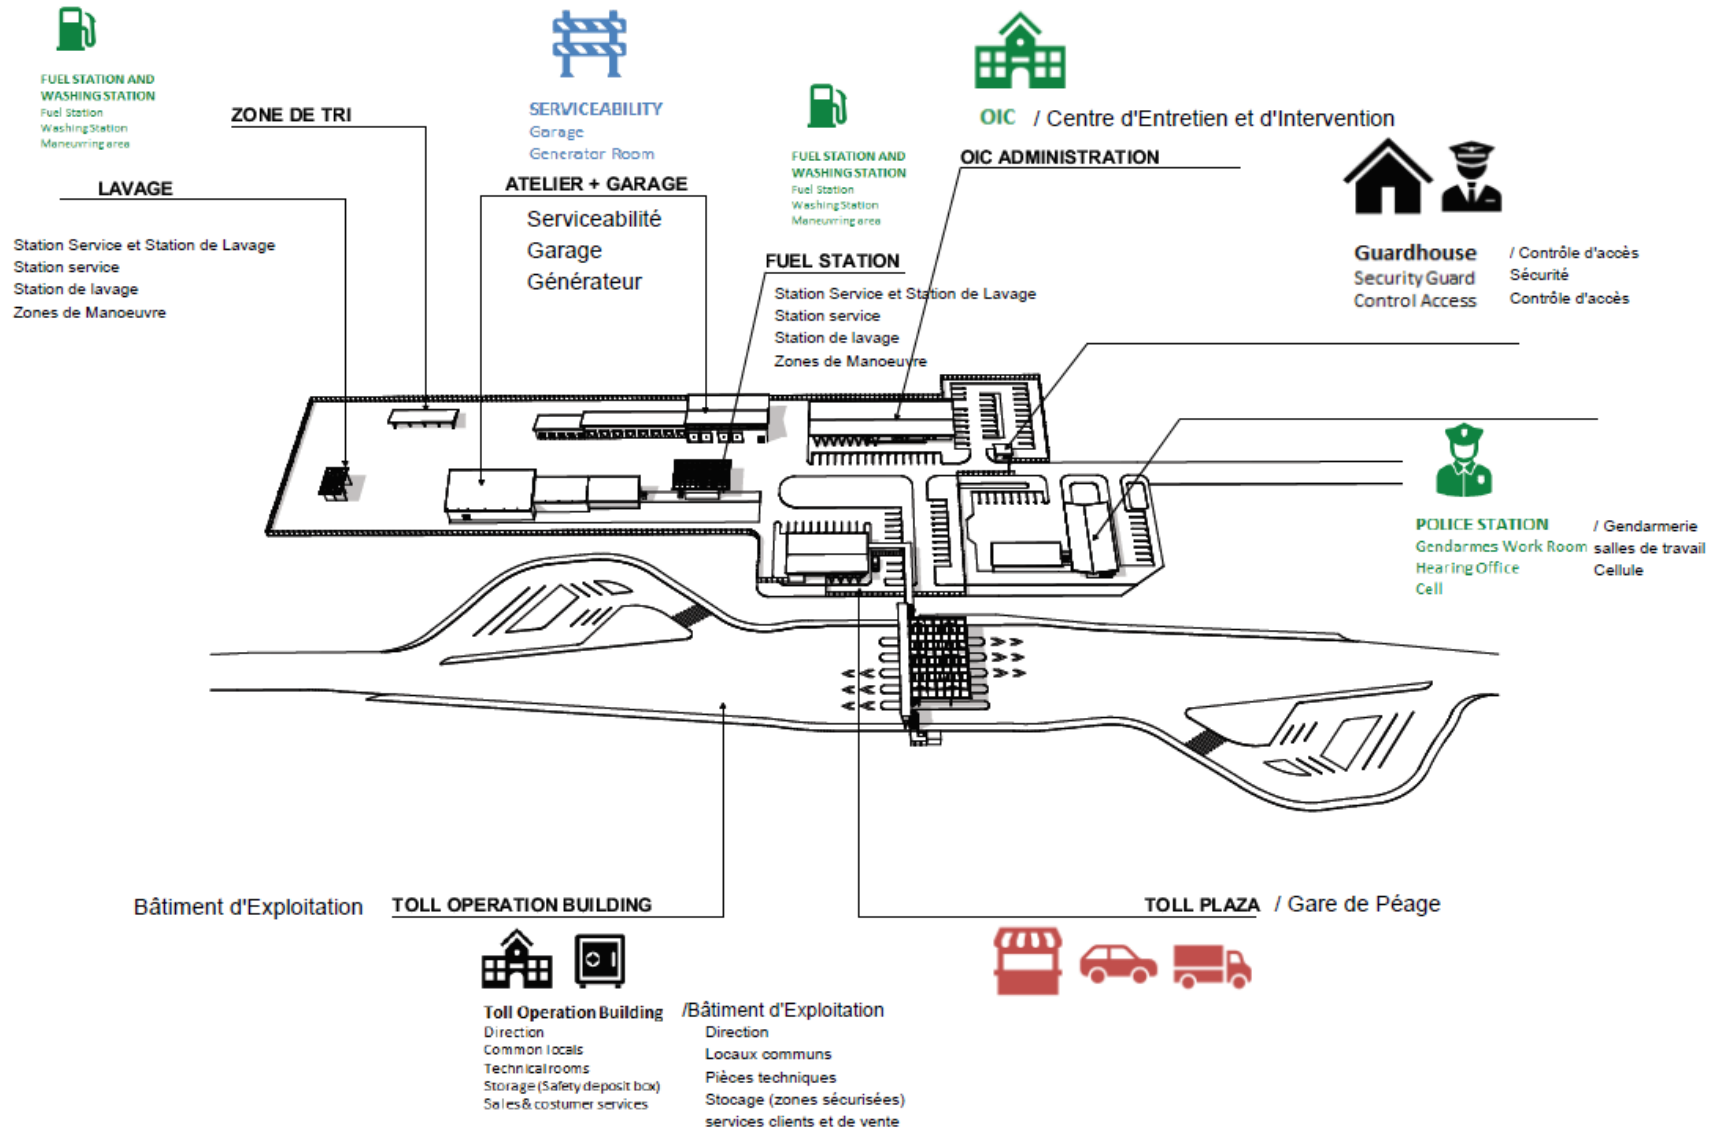 FUEL STATION AND
WASHING STATION
Fuel Station
Washing Station
Maneuvring area
ZONE DE TRI
LAVAGE
Station Service et Station de Lavage
Station service
Station de lavage
Zones de Manoeuvre
SERVICEABILITY
Garage
Generator Room
ATELIER + GARAGE
Serviceabilité
Garage
Générateur
FUEL STATION AND
WASHING STATION
Fuel Station
Washing Station
Maneuvring area
FUEL STATION
Station Service et Station de Lavage
Station service
Station de lavage
Zones de Manoeuvre
OIC / Centre d'Entretien et d'Intervention
OIC ADMINISTRATION
Guardhouse / Contrôle d'accès
Security Guard Sécurité
Control Access Contrôle d'accès
POLICE STATION / Gendarmerie
Gendarmes Work Room salles de travail
Hearing Office Cellule
Cell
Bâtiment d'Exploitation TOLL OPERATION BUILDING
TOLL PLAZA / Gare de Péage
Toll Operation Building /Bâtiment d'Exploitation
Direction Direction
Common locals Locaux communs
Technical rooms Pièces techniques
Storage (Safety deposit box) Stocage (zones sécurisées)
Sales & costumer services services clients et de vente